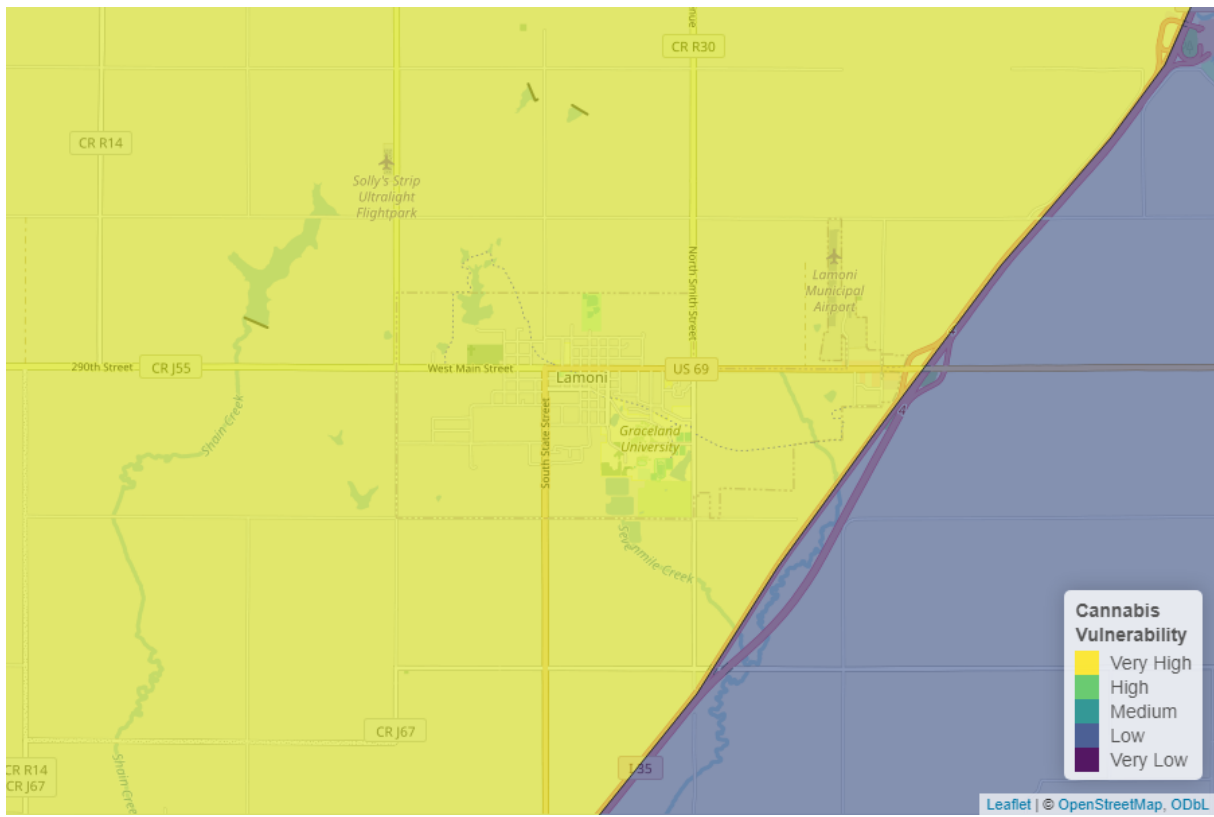 nue
CR R30
CR R14
Solly's Strip
Ultralight
Flightpark
North Smith Street
Lamoni
Municipal
Airport
290th Street
CR J55
West Main Street
Lamoni
US 69
Shain Creek
South State Street
Graceland
University
Sevenmile Creek
Cannabis
Vulnerability
Very High
High
Medium
Low
Very Low
CR J67
I 35
CR R14
CR J67
Shain Cree
Leaflet | © OpenStreetMap, ODbL